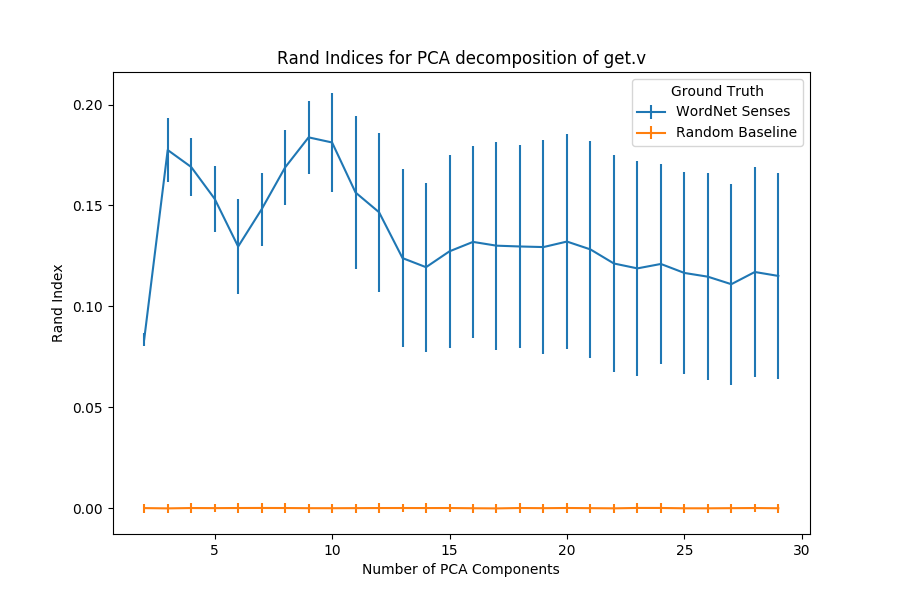 Rand Indices for PCA decomposition of get.v
Ground Truth
WordNet Senses
Random Baseline
Rand Index
0.20
0.15
0.10
0.05
0.00
5 10 15 20 25 30
Number of PCA Components